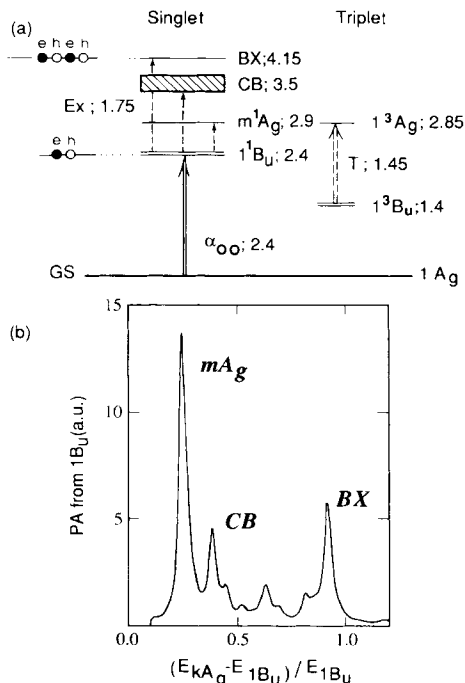 (a)
Singlet
Triplet
e h e h
BX;4.15
CB; 3.5
Ex ; 1.75
m¹Ag; 2.9
1³Ag; 2.85
e h
1¹Bu; 2.4
T ; 1.45
1³Bu;1.4
αoo; 2.4
GS
1 Ag
(b)
15
10
5
PA from 1Bu(a.u.)
mAg
CB
BX
0.0
0.5
1.0
(EkAg-E1Bu) / E1Bu